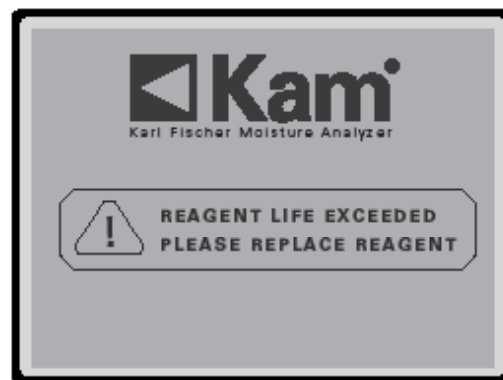 Kam
Karl Fischer Moisture Analyzer
! REAGENT LIFE EXCEEDED
PLEASE REPLACE REAGENT